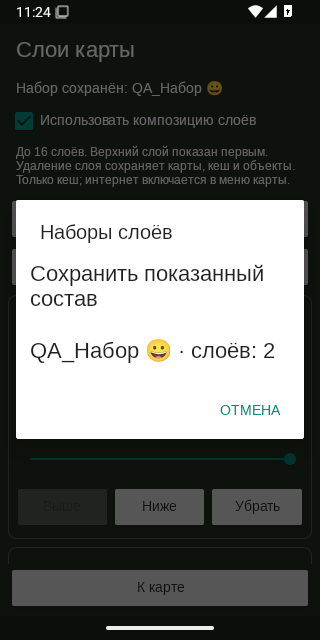 11:24
Слои карты
Набор сохранён: QA_Набор 😀
Использовать композицию слоёв
До 16 слоёв. Верхний слой показан первым.
Удаление слоя сохраняет карты, кеш и объекты.
Только кеш; интернет включается в меню карты.
Наборы слоёв
Сохранить показанный
состав
QA_Набор 😀 · слоёв: 2
ОТМЕНА
Выше
Ниже
Убрать
К карте